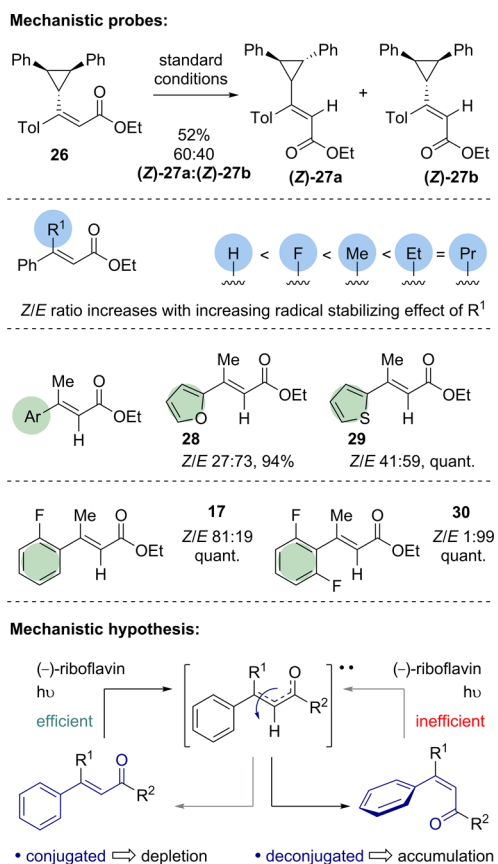 Mechanistic probes:
Ph Ph
Tol O OEt
26
standard
conditions
52%
60:40
(Z)-27a:(Z)-27b
Ph Ph
Tol H
O OEt
(Z)-27a
+
Ph Ph
Tol H
O OEt
(Z)-27b
R1 O
Ph OEt
H < F < Me < Et = Pr
Z/E ratio increases with increasing radical stabilizing effect of R1
Me O
Ar OEt
H
Me O
O OEt
H
28
Z/E 27:73, 94%
Me O
S OEt
H
29
Z/E 41:59, quant.
F Me O
OEt
H
17
Z/E 81:19
quant.
F Me O
OEt
F H
30
Z/E 1:99
quant.
Mechanistic hypothesis:
(−)-riboflavin
hυ
efficient
R1 O
R2
H
••
(−)-riboflavin
hυ
inefficient
R1 O
R2
R1
O R2
• conjugated ⇨ depletion
• deconjugated ⇨ accumulation